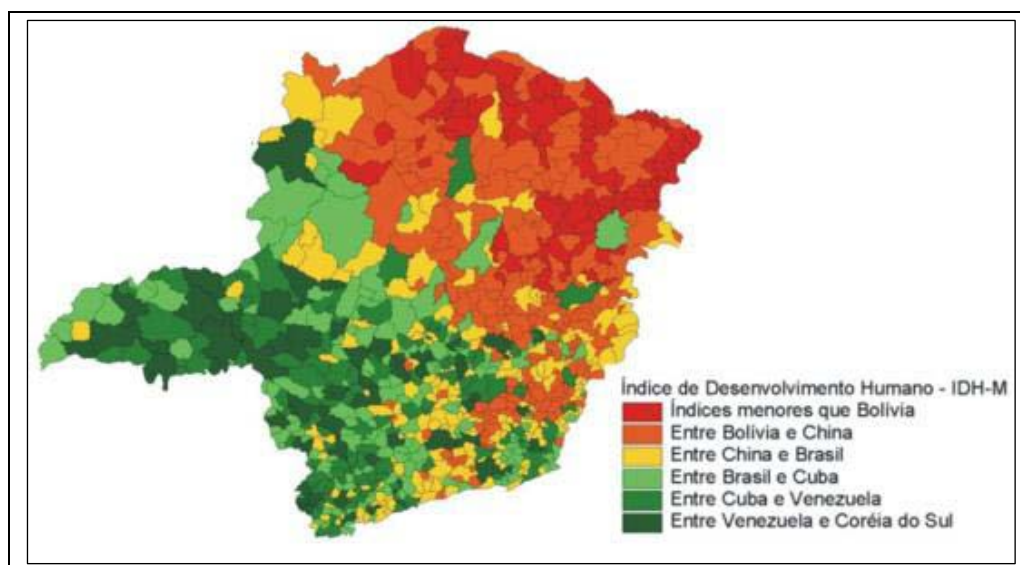 Índice de Desenvolvimento Humano - IDH-M
Índices menores que Bolívia
Entre Bolívia e China
Entre China e Brasil
Entre Brasil e Cuba
Entre Cuba e Venezuela
Entre Venezuela e Coréia do Sul